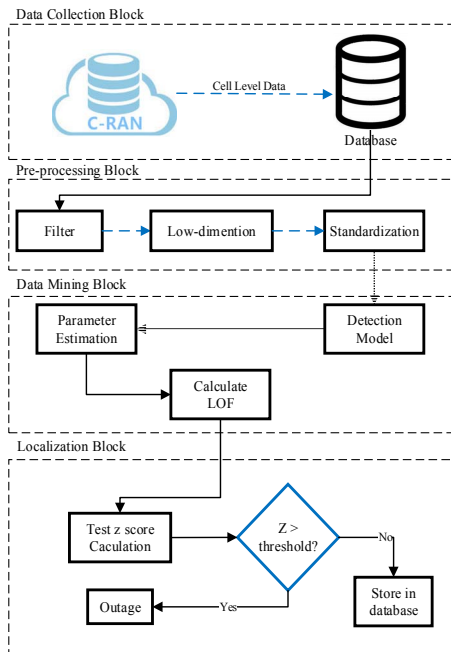 Data Collection Block
C-RAN
Cell Level Data
Database
Pre-processing Block
Filter
Low-dimention
Standardization
Data Mining Block
Parameter
Estimation
Detection
Model
Calculate
LOF
Localization Block
Test z score
Caculation
Z >
threshold?
No
Store in
database
Yes
Outage